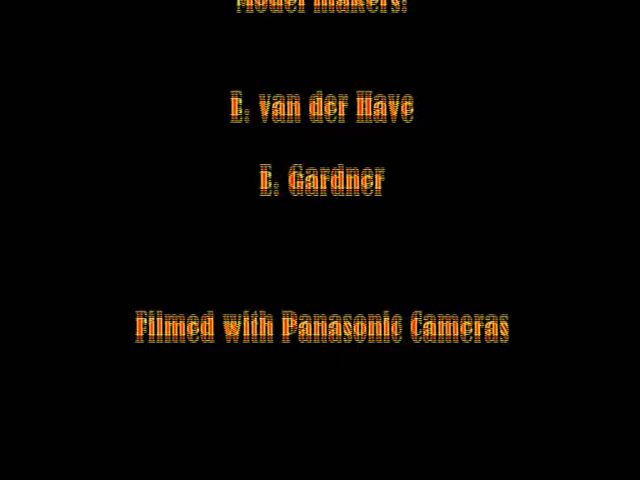 Model makers:
E. van der Have
E. Gardner
Filmed with Panasonic Cameras